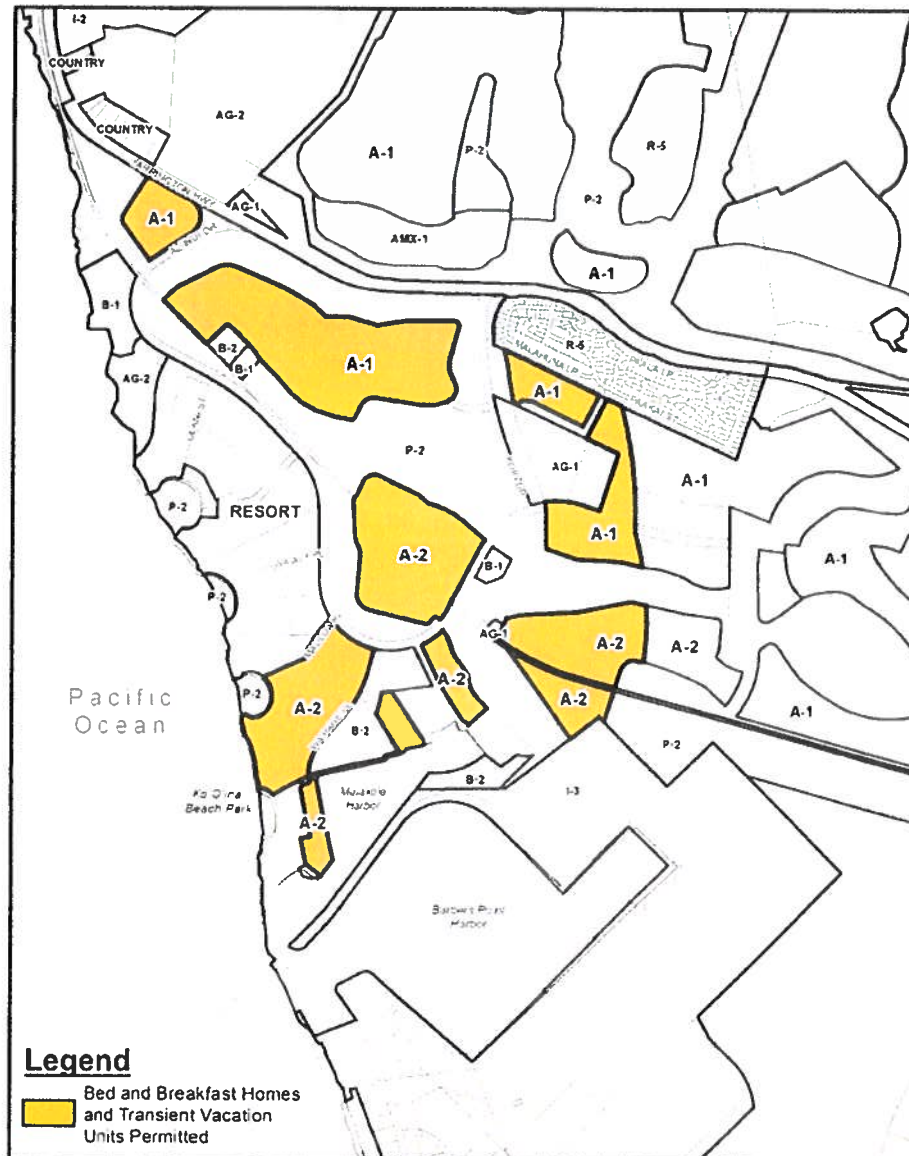 I-2
COUNTRY
COUNTRY
AG-2
A-1
P-2
R-5
P-2
A-1
AG-1
AMX-1
A-1
B-1
B-2
B-1
A-1
R-5
AG-2
A-1
P-2
AG-1
A-1
P-2
RESORT
A-2
A-1
B-1
A-1
P-2
AG-1
A-2
A-2
P-2
A-2
A-2
A-2
A-1
B-2
P-2
Pacific
Ocean
B-2
I-3
Ko Olina
Beach Park
Harbor
A-2
Barbers Point
Harbor
Legend
Bed and Breakfast Homes
and Transient Vacation
Units Permitted